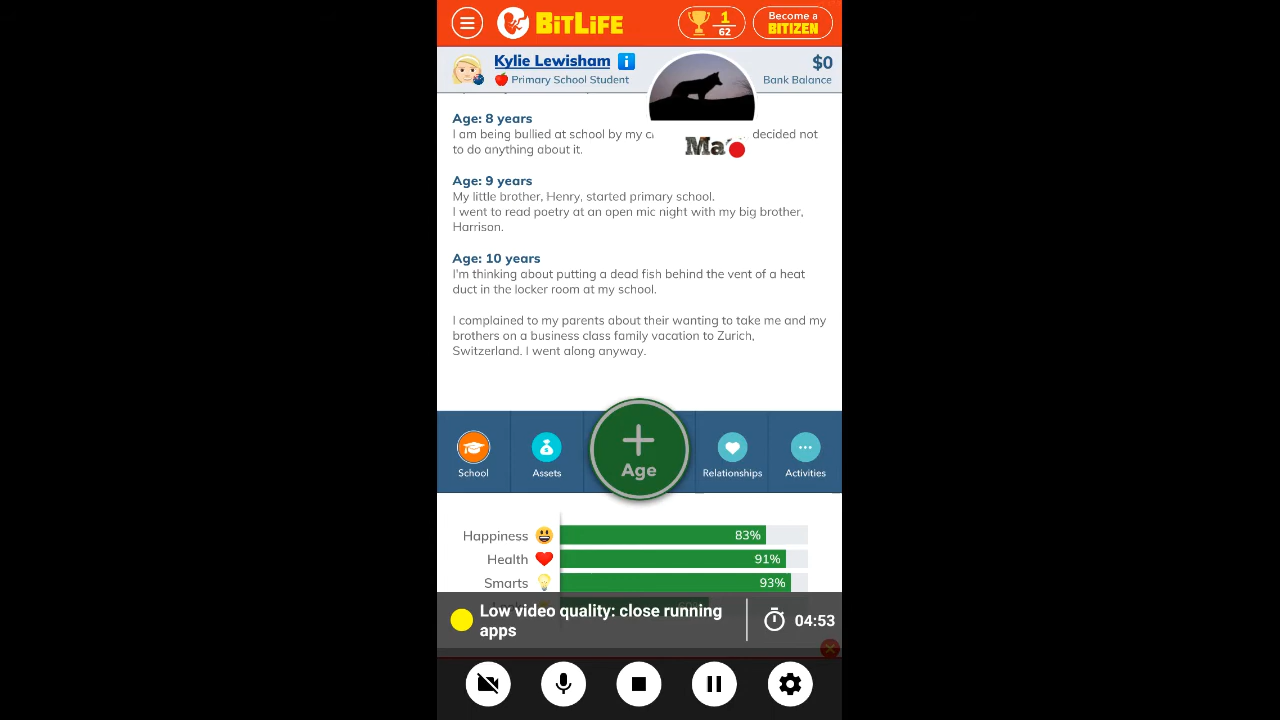 BITLIFE
1
62
Become a
BITIZEN
Kylie Lewisham
Primary School Student
$0
Bank Balance
Age: 8 years
I am being bullied at school by my decided not
to do anything about it.
Age: 9 years
My little brother, Henry, started primary school.
I went to read poetry at an open mic night with my big brother,
Harrison.
Age: 10 years
I'm thinking about putting a dead fish behind the vent of a heat
duct in the locker room at my school.
I complained to my parents about their wanting to take me and my
brothers on a business class family vacation to Zurich,
Switzerland. I went along anyway.
School
Assets
+
Age
Relationships
Activities
Happiness 83%
Health 91%
Smarts 93%
Low video quality: close running
apps
04:53